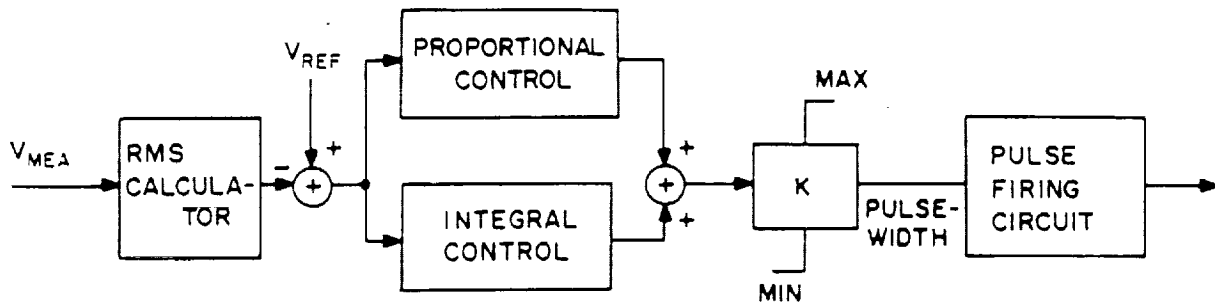 V_MEA
RMS
CALCULA-
TOR
−
V_REF
+
+
PROPORTIONAL
CONTROL
INTEGRAL
CONTROL
+
+
+
MAX
K
MIN
PULSE-
WIDTH
PULSE
FIRING
CIRCUIT